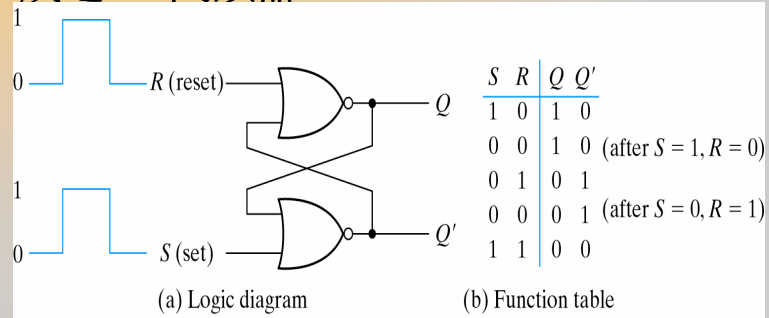 1
0
R (reset)
Q
1
0
S (set)
Q'
(a) Logic diagram
S R Q Q'
1 0 1 0
0 0 1 0 (after S = 1, R = 0)
0 1 0 1
0 0 0 1 (after S = 0, R = 1)
1 1 0 0
(b) Function table